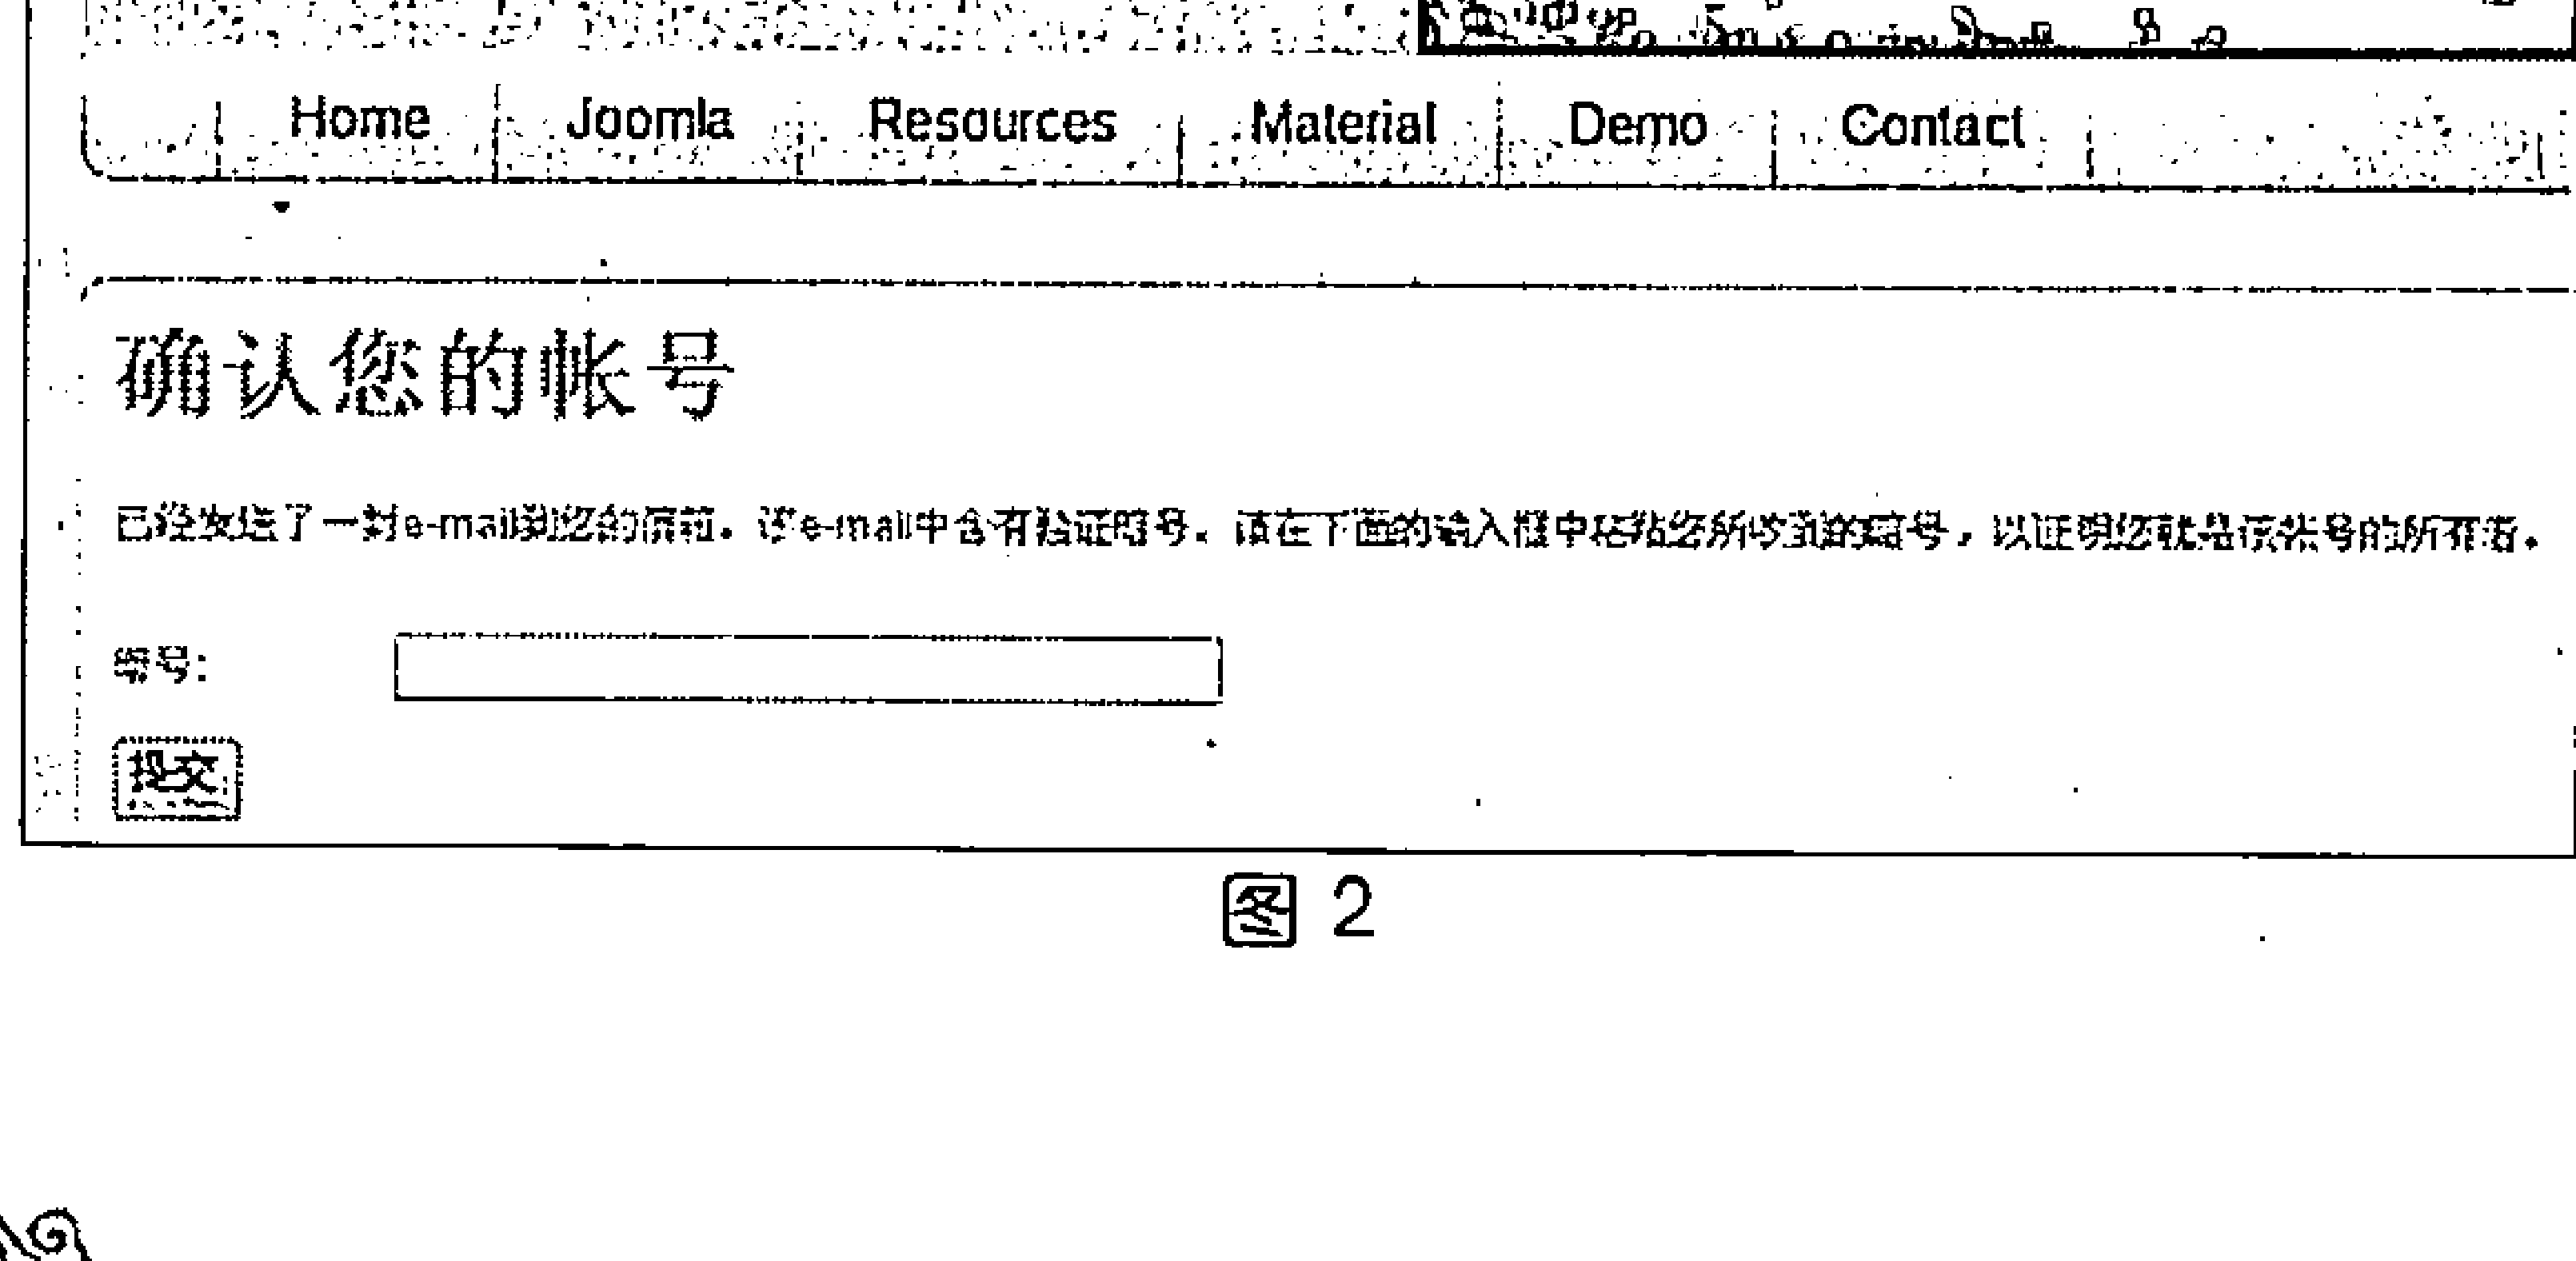 Home Joomla Resources Material Demo Contact
确认您的帐号
已经发送了一封e-mail到您的信箱。该e-mail中含有验证暗号。请在下面的输入框中粘贴您所收到的暗号，以证明您就是该帐号的所有者。
暗号:
提交
图 2